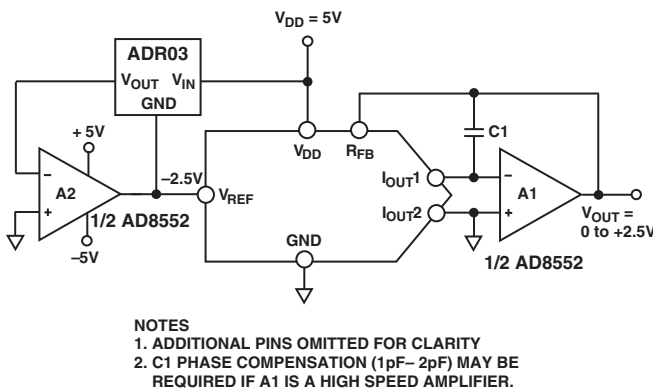 V_DD = 5V
ADR03
V_OUT V_IN
GND
+5V
–
A2
+
–2.5V
1/2 AD8552
–5V
V_REF
V_DD
R_FB
I_OUT1
I_OUT2
GND
C1
–
A1
+
V_OUT =
0 to +2.5V
1/2 AD8552
NOTES
1. ADDITIONAL PINS OMITTED FOR CLARITY
2. C1 PHASE COMPENSATION (1pF– 2pF) MAY BE
REQUIRED IF A1 IS A HIGH SPEED AMPLIFIER.